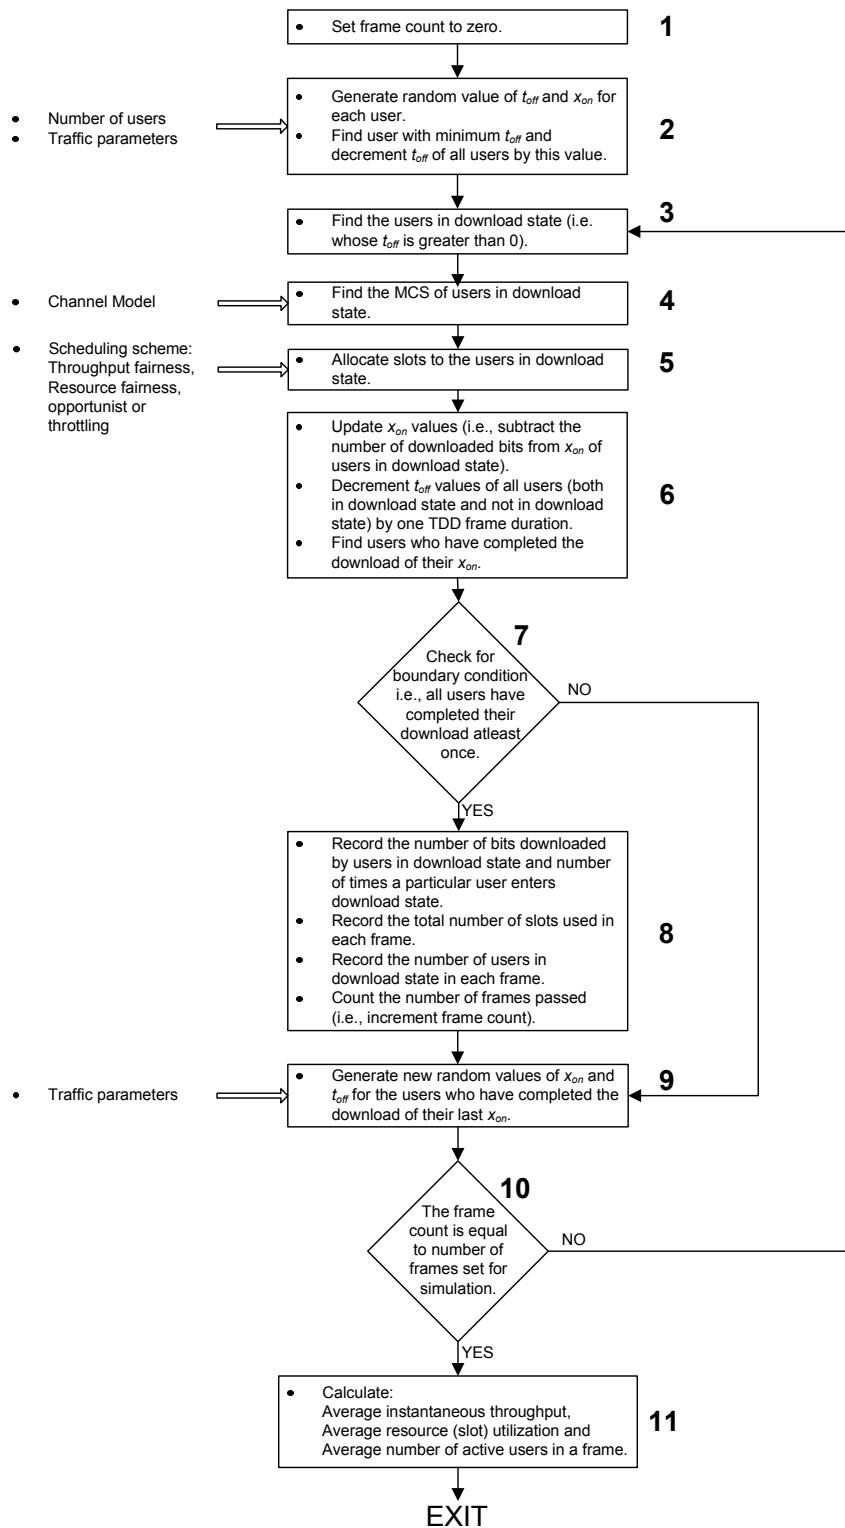 • Set frame count to zero.
1
• Generate random value of toff and xon for
each user.
• Find user with minimum toff and
decrement toff of all users by this value.
2
• Number of users
• Traffic parameters
• Find the users in download state (i.e.
whose toff is greater than 0).
3
• Channel Model
• Find the MCS of users in download
state.
4
• Scheduling scheme:
Throughput fairness,
Resource fairness,
opportunist or
throttling
• Allocate slots to the users in download
state.
5
• Update xon values (i.e., subtract the
number of downloaded bits from xon of
users in download state).
• Decrement toff values of all users (both
in download state and not in download
state) by one TDD frame duration.
• Find users who have completed the
download of their xon.
6
7
Check for
boundary condition
i.e., all users have
completed their
download atleast
once.
NO
YES
• Record the number of bits downloaded
by users in download state and number
of times a particular user enters
download state.
• Record the total number of slots used in
each frame.
• Record the number of users in
download state in each frame.
• Count the number of frames passed
(i.e., increment frame count).
8
• Traffic parameters
• Generate new random values of xon and
toff for the users who have completed the
download of their last xon.
9
10
The frame
count is equal
to number of
frames set for
simulation.
NO
YES
• Calculate:
Average instantaneous throughput,
Average resource (slot) utilization and
Average number of active users in a frame.
11
EXIT